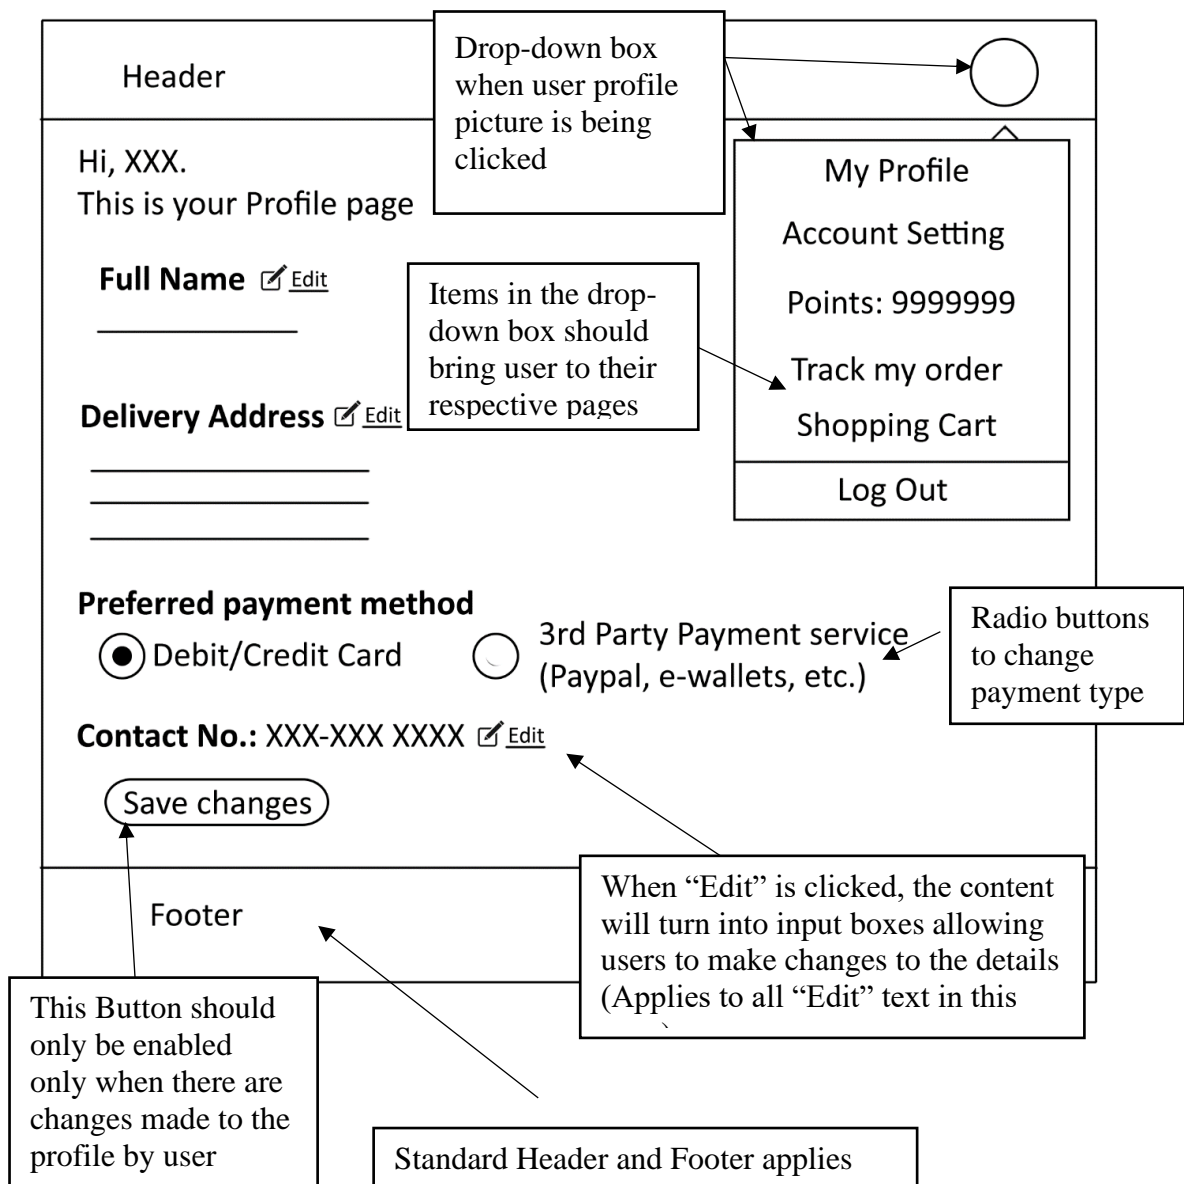 Header
Drop-down box
when user profile
picture is being
clicked
Hi, XXX.
This is your Profile page
My Profile
Account Setting
Points: 9999999
Track my order
Shopping Cart
Log Out
Full Name Edit
Items in the drop-
down box should
bring user to their
respective pages
Delivery Address Edit
Preferred payment method
Debit/Credit Card
3rd Party Payment service
(Paypal, e-wallets, etc.)
Radio buttons
to change
payment type
Contact No.: XXX-XXX XXXX Edit
Save changes
When “Edit” is clicked, the content
will turn into input boxes allowing
users to make changes to the details
(Applies to all “Edit” text in this
Footer
This Button should
only be enabled
only when there are
changes made to the
profile by user
Standard Header and Footer applies